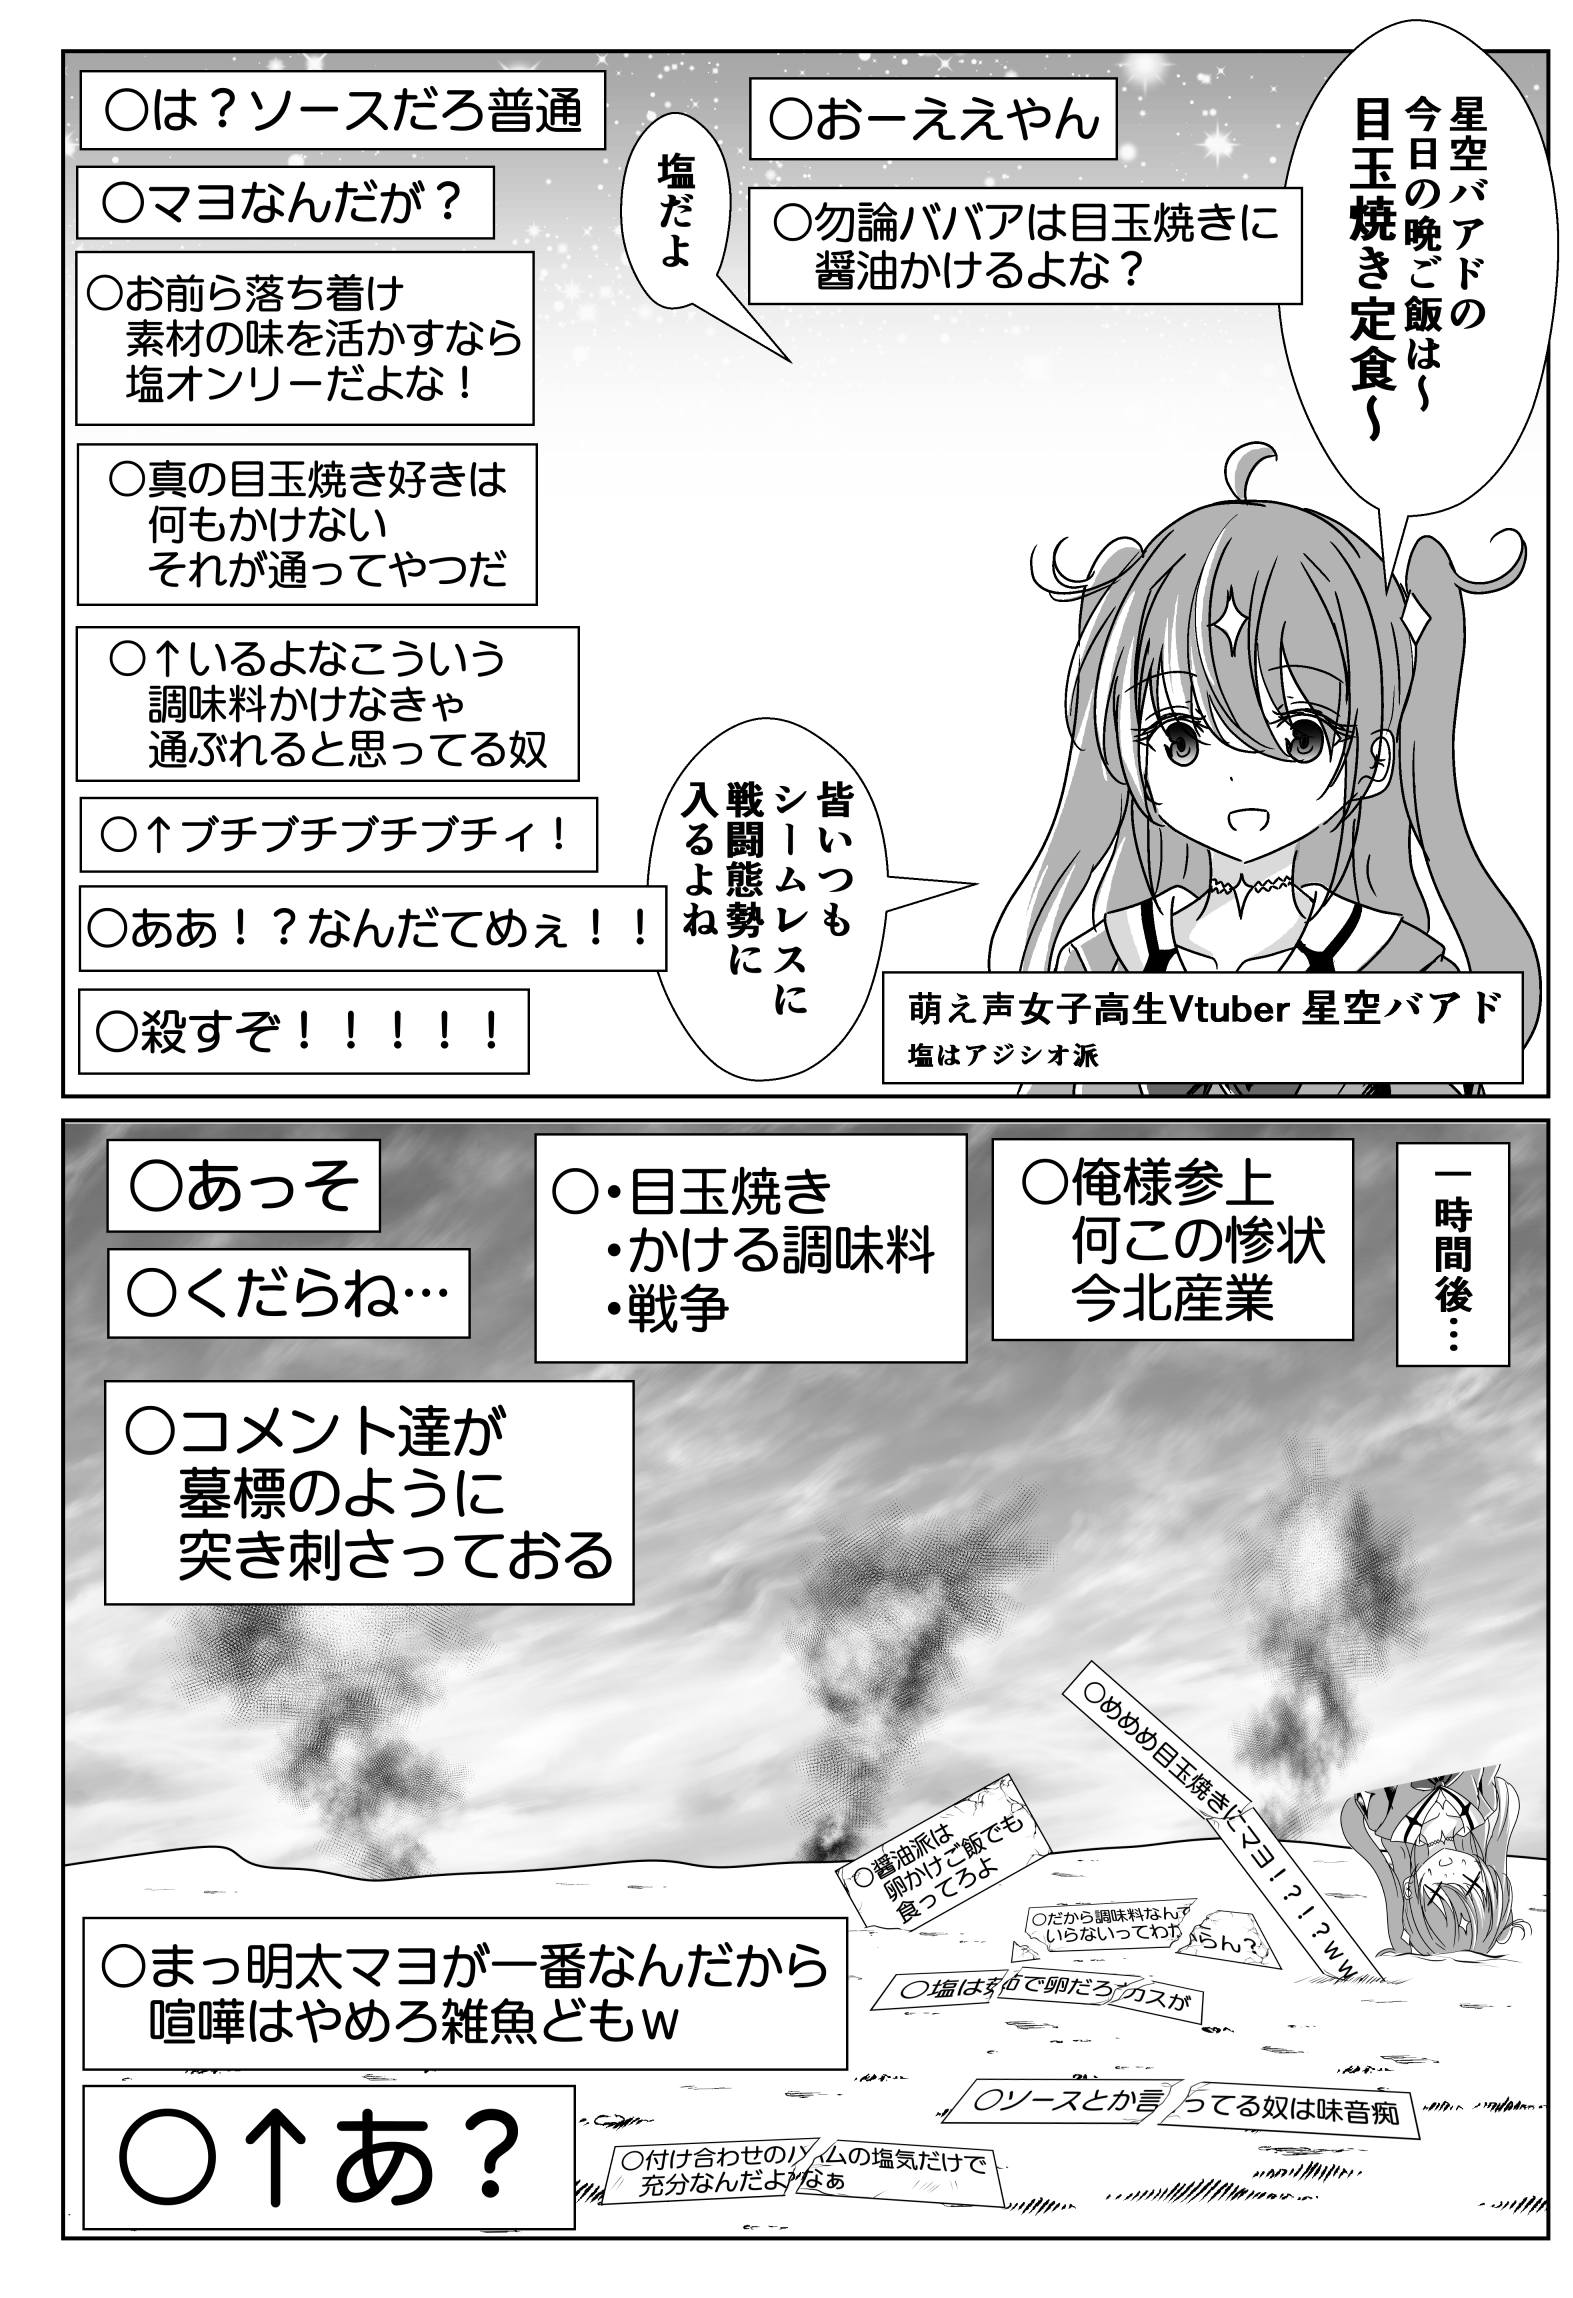 星空バアドの
今日の晩ご飯は～
目玉焼き定食～
○おーええやん
○勿論ババアは目玉焼きに
醤油かけるよな？
塩だよ
○は？ソースだろ普通
○マヨなんだが？
○お前ら落ち着け
素材の味を活かすなら
塩オンリーだよな！
○真の目玉焼き好きは
何もかけない
それが通ってやつだ
○↑いるよなこういう
調味料かけなきゃ
通ぶれると思ってる奴
○↑ブチブチブチブチィ！
○ああ！？なんだてめぇ！！
○殺すぞ！！！！！
皆いつも
シームレスに
戦闘態勢に
入るよね
萌え声女子高生Vtuber 星空バアド
塩はアジシオ派
一時間後…
○俺様参上
何この惨状
今北産業
○・目玉焼き
・かける調味料
・戦争
○あっそ
○くだらね…
○コメント達が
墓標のように
突き刺さっておる
○めめめ目玉焼きにマヨ！？！？ｗｗ
○醤油派は
卵かけご飯でも
食ってろよ
○だから調味料なんて
いらないってわからん？
○塩は茹で卵だろカスが
○ソースとか言ってる奴は味音痴
○付け合わせのハムの塩気だけで
充分なんだよなぁ
○まっ明太マヨが一番なんだから
喧嘩はやめろ雑魚どもｗ
○↑あ？